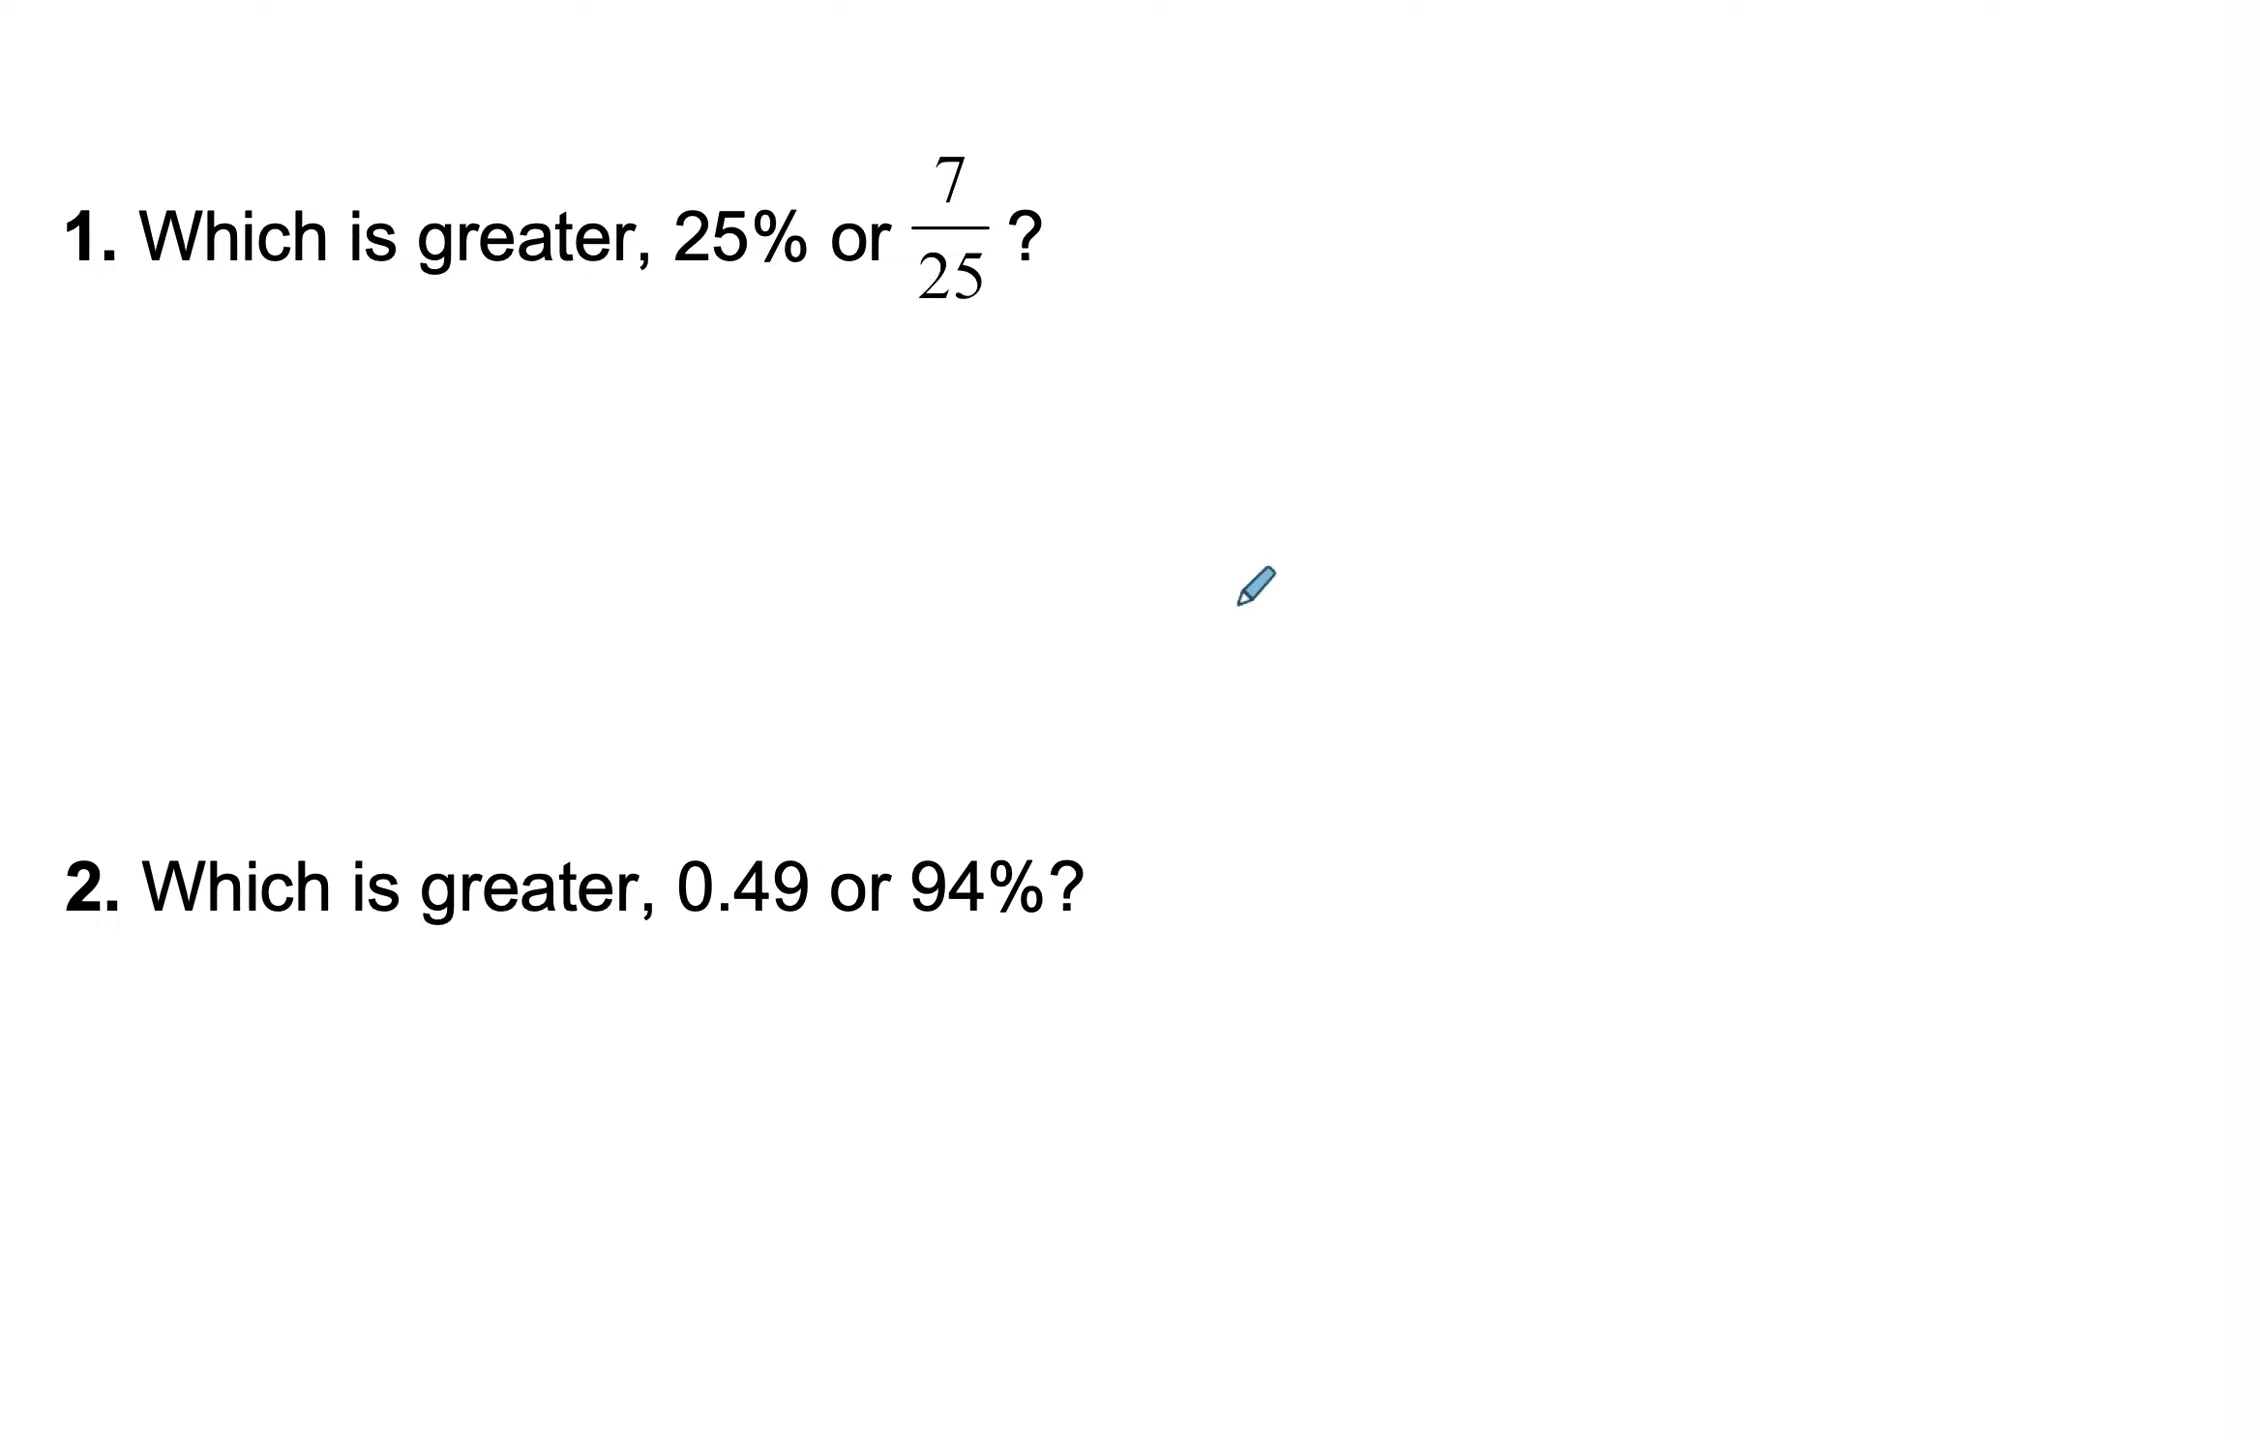 1. Which is greater, 25% or 7/25 ?
2. Which is greater, 0.49 or 94%?